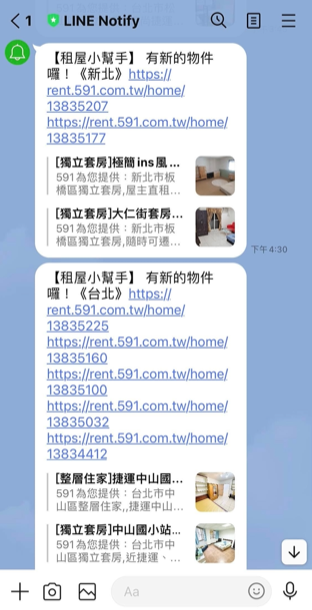 1 LINE Notify
【租屋小幫手】 有新的物件
囉！《新北》https://
rent.591.com.tw/home/
13835207
https://rent.591.com.tw/home/
13835177
[獨立套房]極簡ins風...
591為您提供：新北市板
橋區獨立套房,屋主直租...
[獨立套房]大仁街套房...
591為您提供：新北市板
橋區獨立套房,隨時可遷...
下午4:30
【租屋小幫手】 有新的物件
囉！《台北》https://
rent.591.com.tw/home/
13835225
https://rent.591.com.tw/home/
13835160
https://rent.591.com.tw/home/
13835100
https://rent.591.com.tw/home/
13835032
https://rent.591.com.tw/home/
13834412
[整層住家]捷運中山國...
591為您提供：台北市中
山區整層住家,,捷運中山...
[獨立套房]中山國小站...
591為您提供：台北市中
山區獨立套房,近捷運、...
Aa